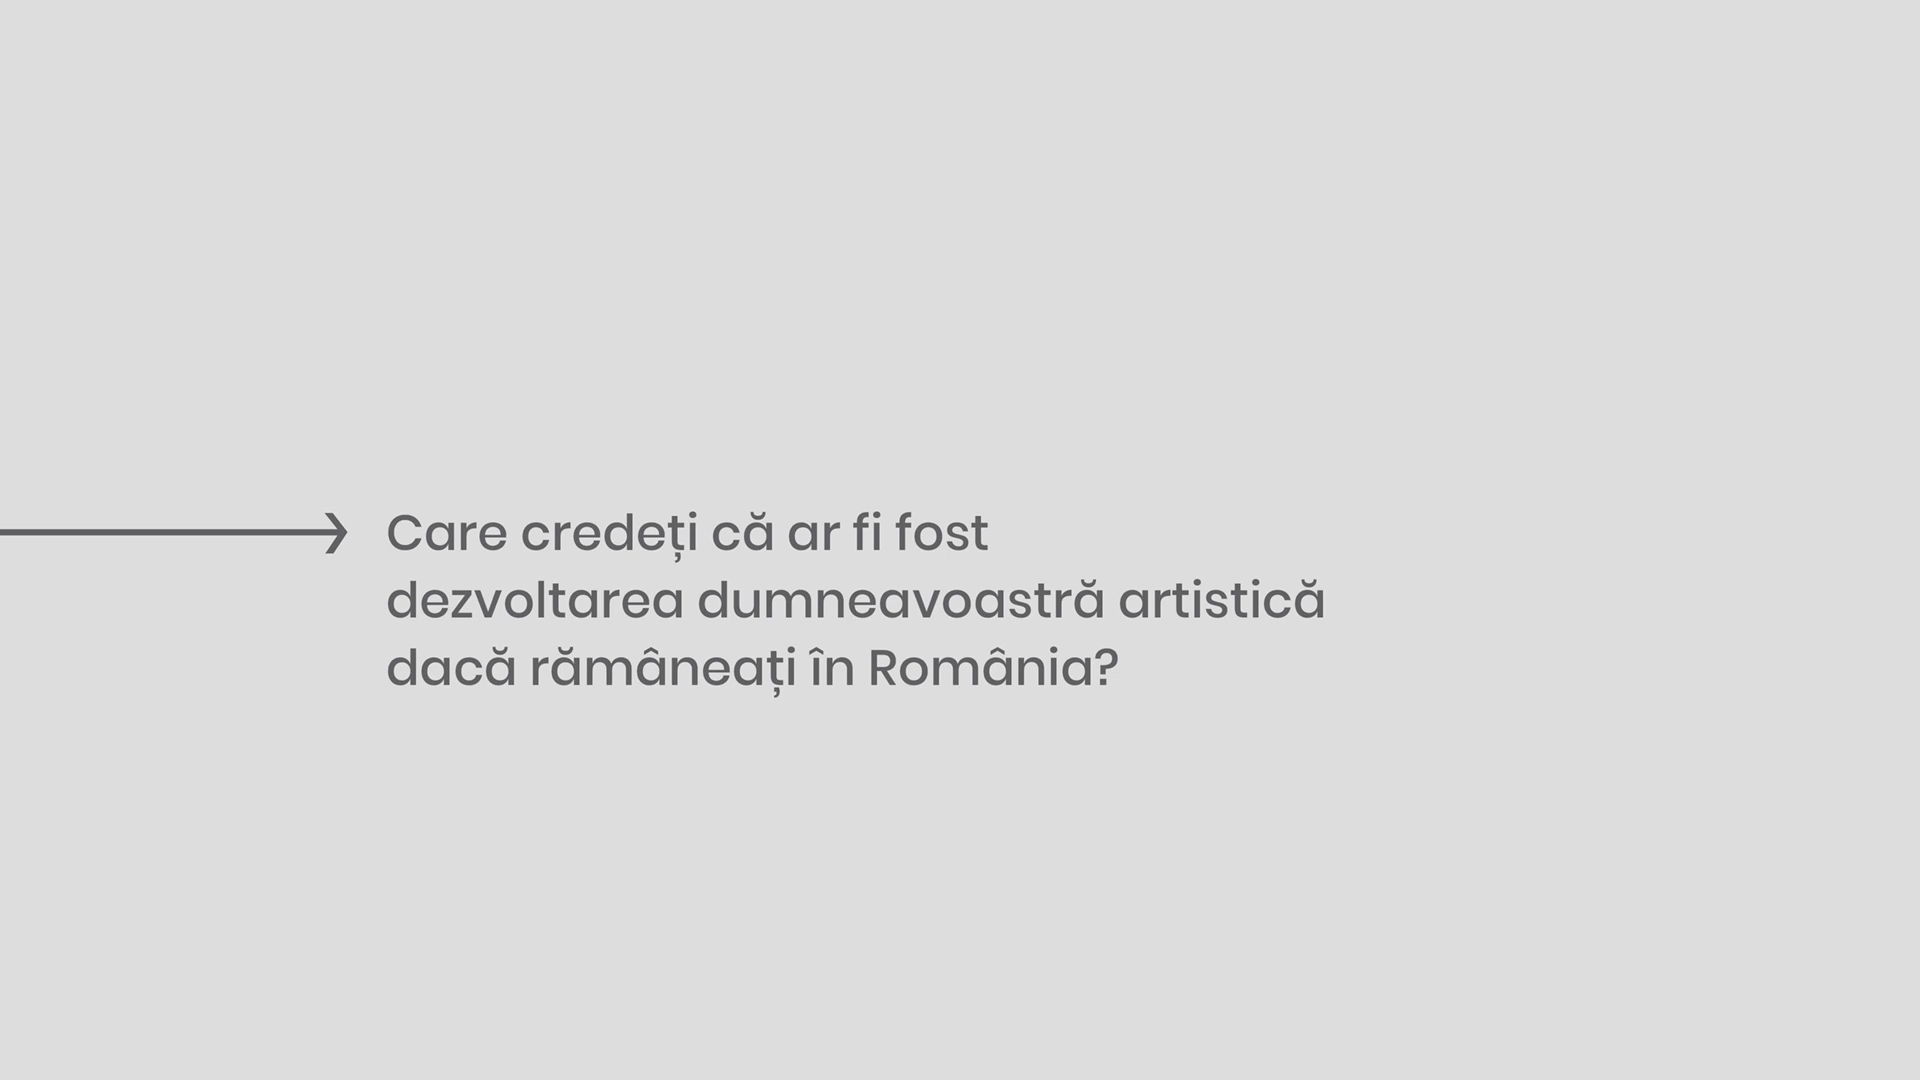 Care credeți că ar fi fost
dezvoltarea dumneavoastră artistică
dacă rămâneați în România?